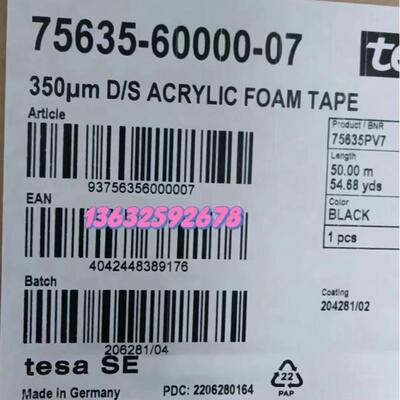 75635-60000-07
te
350µm D/S ACRYLIC FOAM TAPE
Article
93756356000007
EAN
13632592678
4042448389176
Batch
206281/04
Product / BNR
75635PV7
Length
50.00 m
54.68 yds
Color
BLACK
1 pcs
Coating
204281/02
tesa SE
Made in Germany
PDC: 2206280164
22
PAP